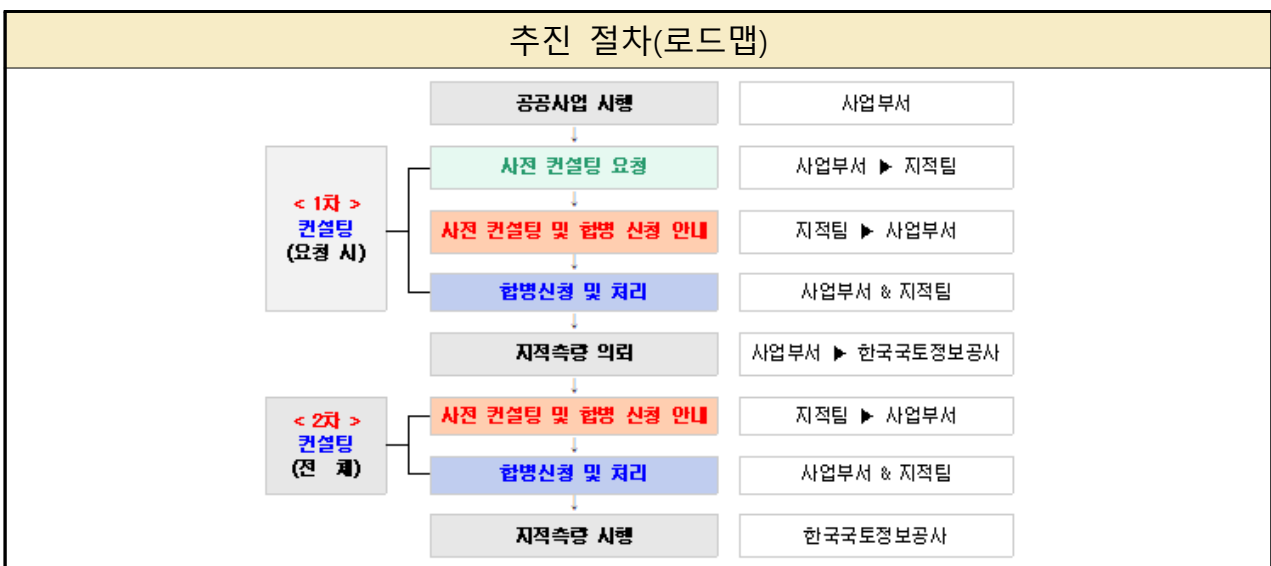 추진 절차(로드맵)
공공사업 시행
사업부서
↓
사전 컨설팅 요청
사업부서 ▶ 지적팀
↓
< 1차 >
컨설팅
(요청 시)
사전 컨설팅 및 합병 신청 안내
지적팀 ▶ 사업부서
↓
합병신청 및 처리
사업부서 & 지적팀
↓
지적측량 의뢰
사업부서 ▶ 한국국토정보공사
↓
< 2차 >
컨설팅
(전 체)
사전 컨설팅 및 합병 신청 안내
지적팀 ▶ 사업부서
↓
합병신청 및 처리
사업부서 & 지적팀
↓
지적측량 시행
한국국토정보공사